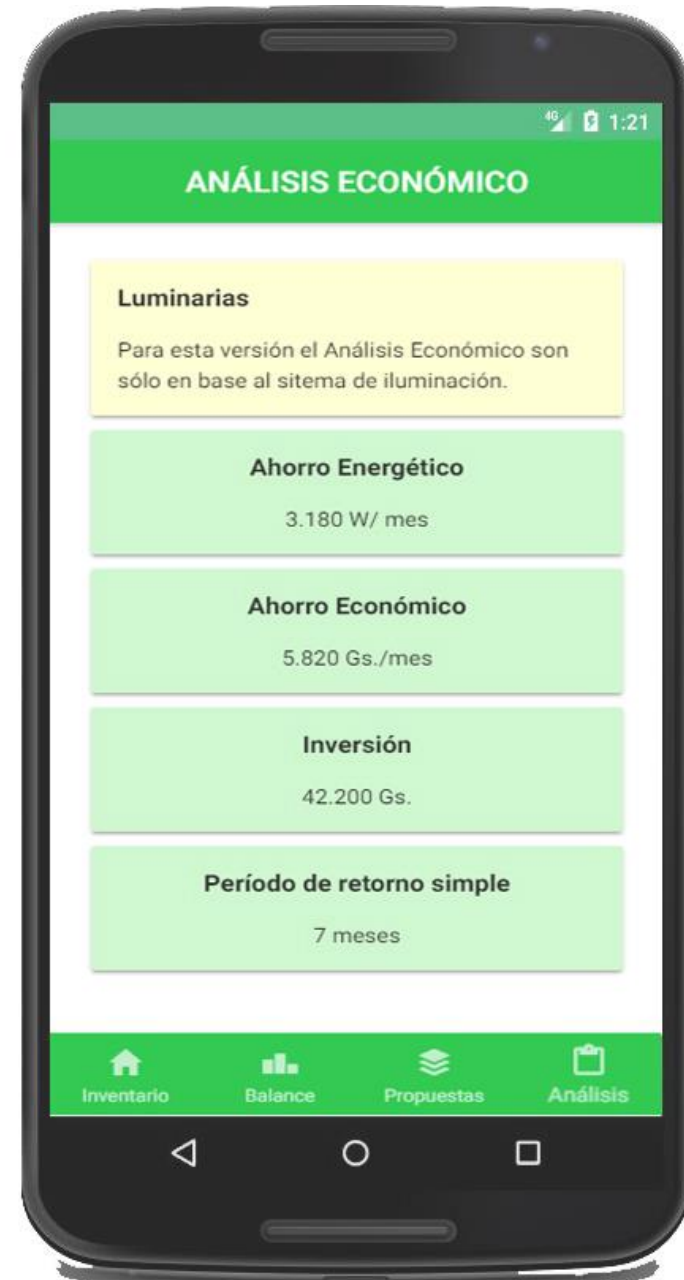 4G 1:21
ANÁLISIS ECONÓMICO
Luminarias
Para esta versión el Análisis Económico son
sólo en base al sitema de iluminación.
Ahorro Energético
3.180 W/ mes
Ahorro Económico
5.820 Gs./mes
Inversión
42.200 Gs.
Período de retorno simple
7 meses
Inventario Balance Propuestas Análisis